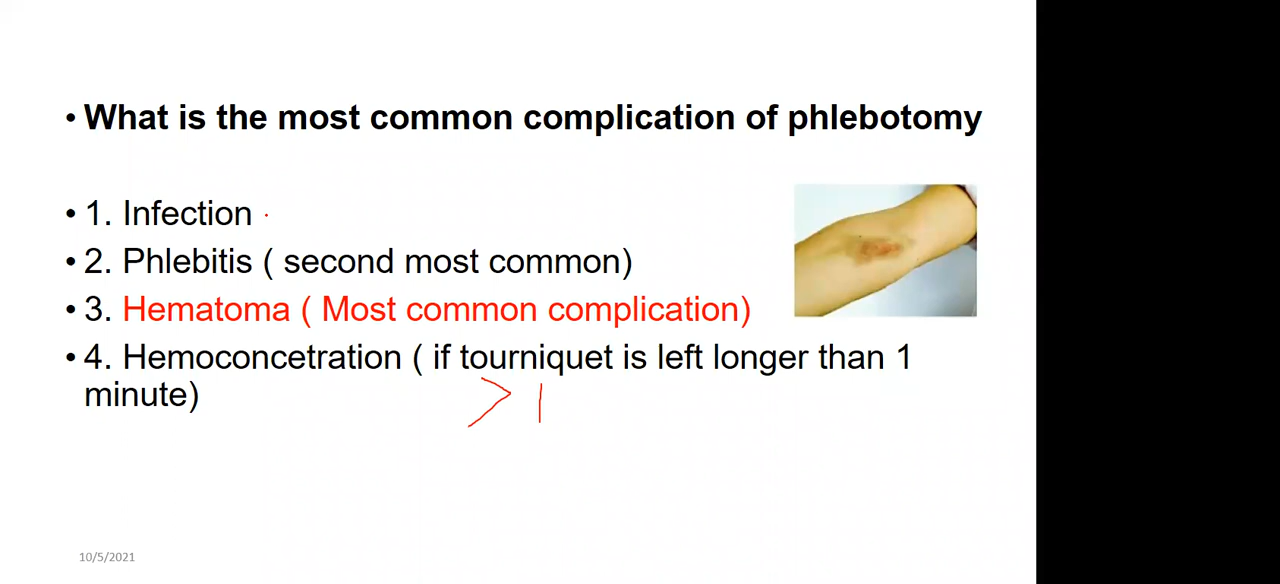 • What is the most common complication of phlebotomy
• 1. Infection
• 2. Phlebitis ( second most common)
• 3. Hematoma ( Most common complication)
• 4. Hemoconcetration ( if tourniquet is left longer than 1
minute)
> 1
10/5/2021